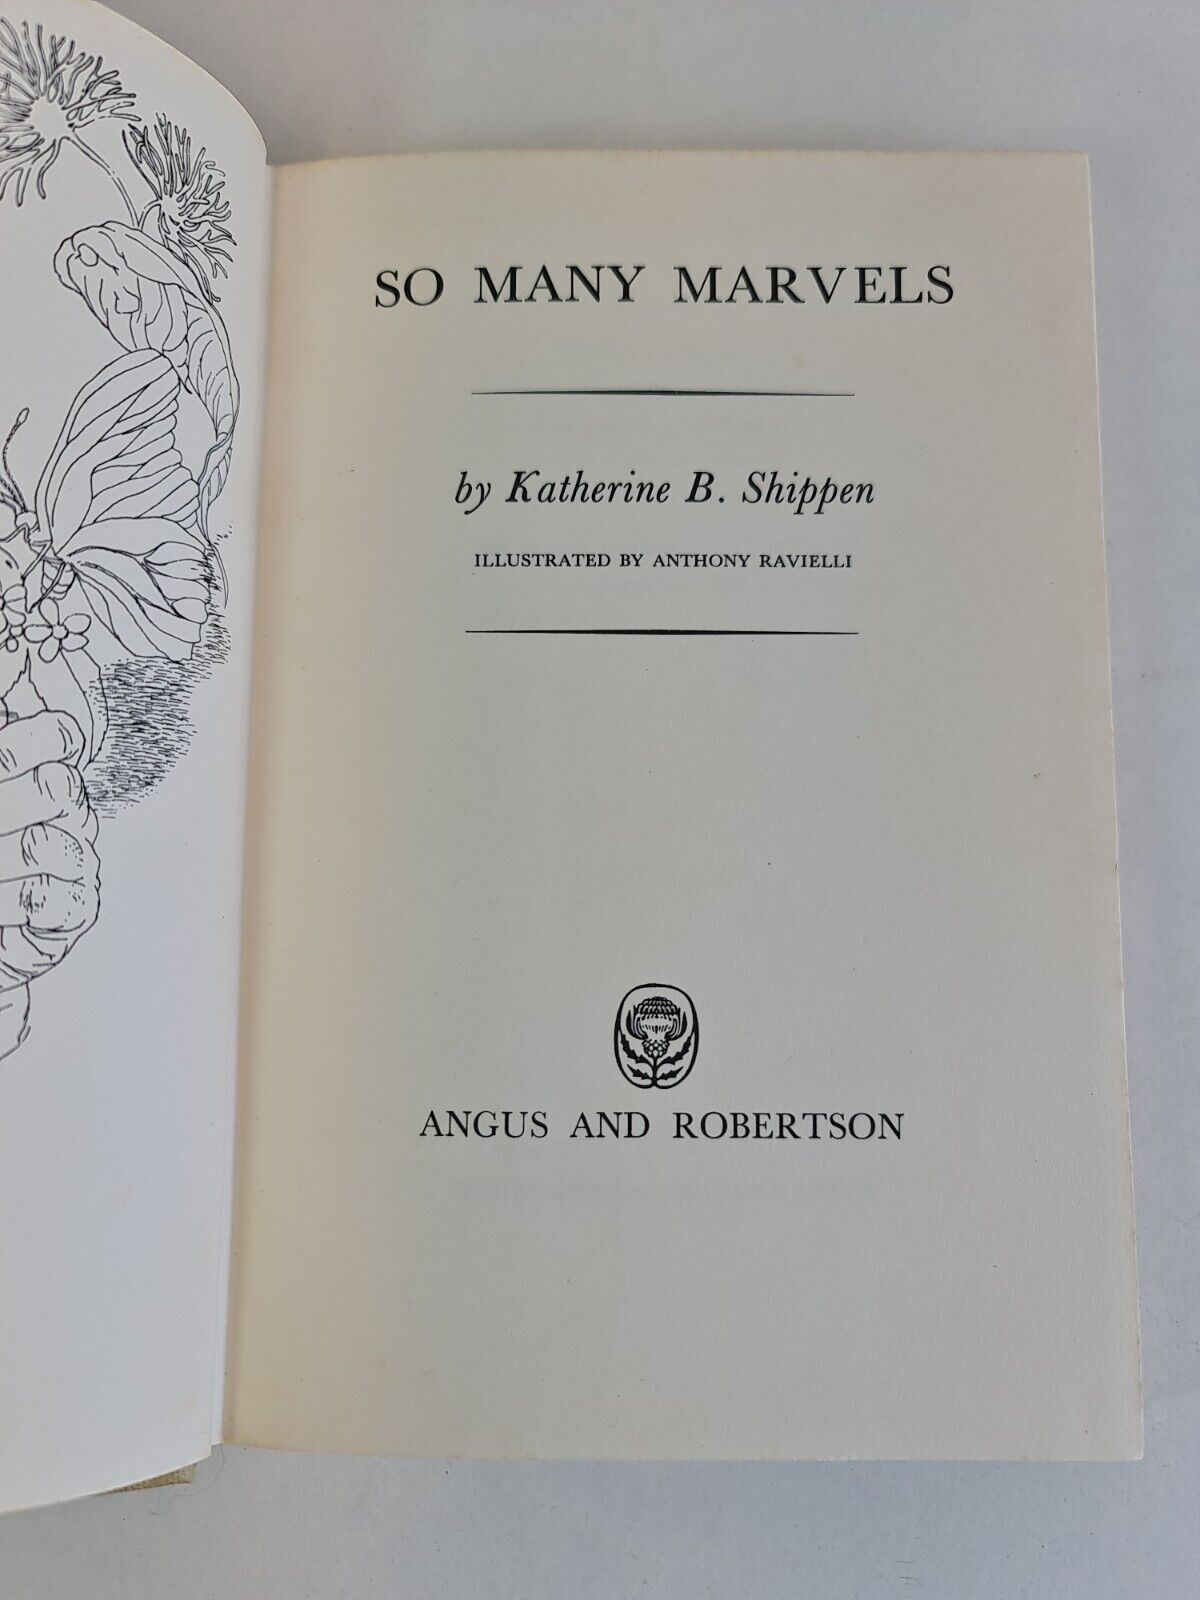 SO MANY MARVELS
by Katherine B. Shippen
ILLUSTRATED BY ANTHONY RAVIELLI
ANGUS AND ROBERTSON